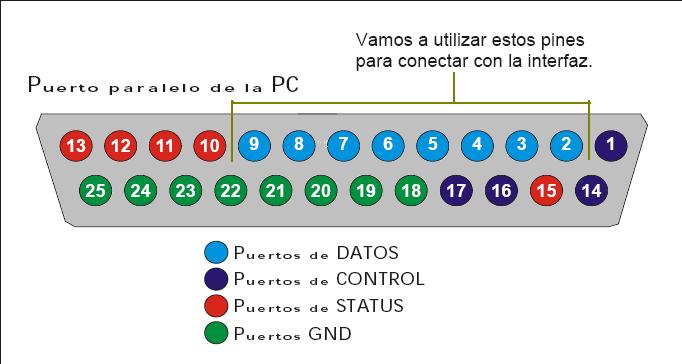 Vamos a utilizar estos pines
para conectar con la interfaz.
Puerto paralelo de la PC
13 12 11 10 9 8 7 6 5 4 3 2 1
25 24 23 22 21 20 19 18 17 16 15 14
Puertos de DATOS
Puertos de CONTROL
Puertos de STATUS
Puertos GND